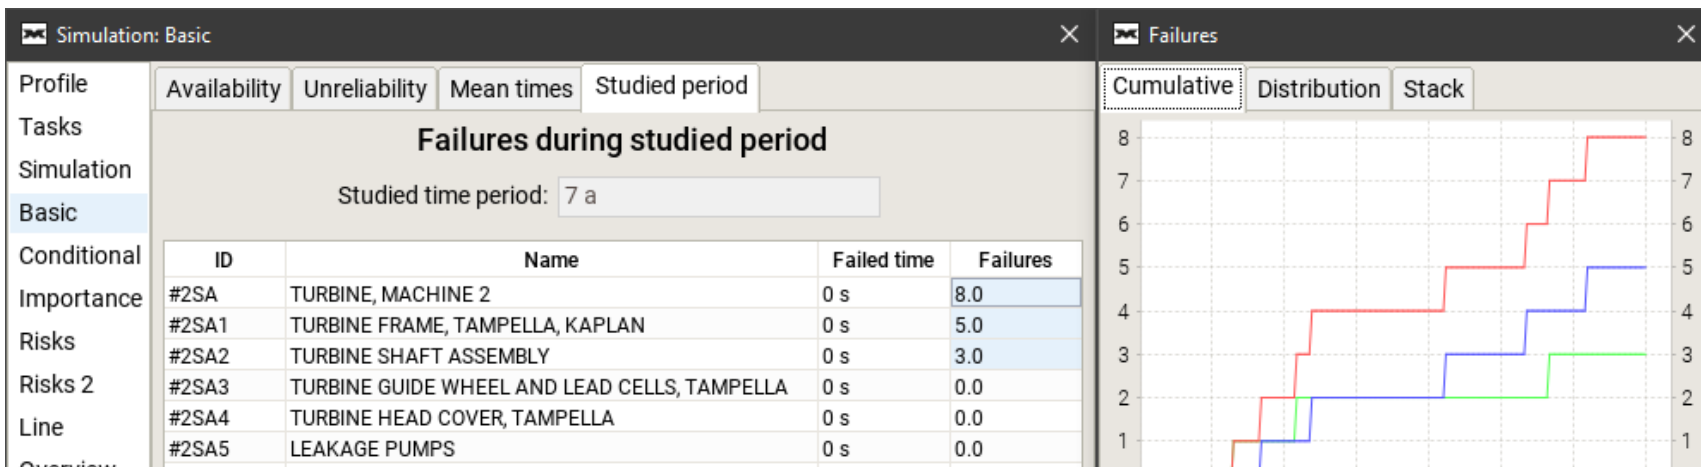 Simulation: Basic
Profile
Tasks
Simulation
Basic
Conditional
Importance
Risks
Risks 2
Line
Overview
Availability Unreliability Mean times Studied period
Failures during studied period
Studied time period: 7 a
ID Name Failed time Failures
#2SA TURBINE, MACHINE 2 0 s 8.0
#2SA1 TURBINE FRAME, TAMPELLA, KAPLAN 0 s 5.0
#2SA2 TURBINE SHAFT ASSEMBLY 0 s 3.0
#2SA3 TURBINE GUIDE WHEEL AND LEAD CELLS, TAMPELLA 0 s 0.0
#2SA4 TURBINE HEAD COVER, TAMPELLA 0 s 0.0
#2SA5 LEAKAGE PUMPS 0 s 0.0
Failures
Cumulative Distribution Stack
8 8
7 7
6 6
5 5
4 4
3 3
2 2
1 1